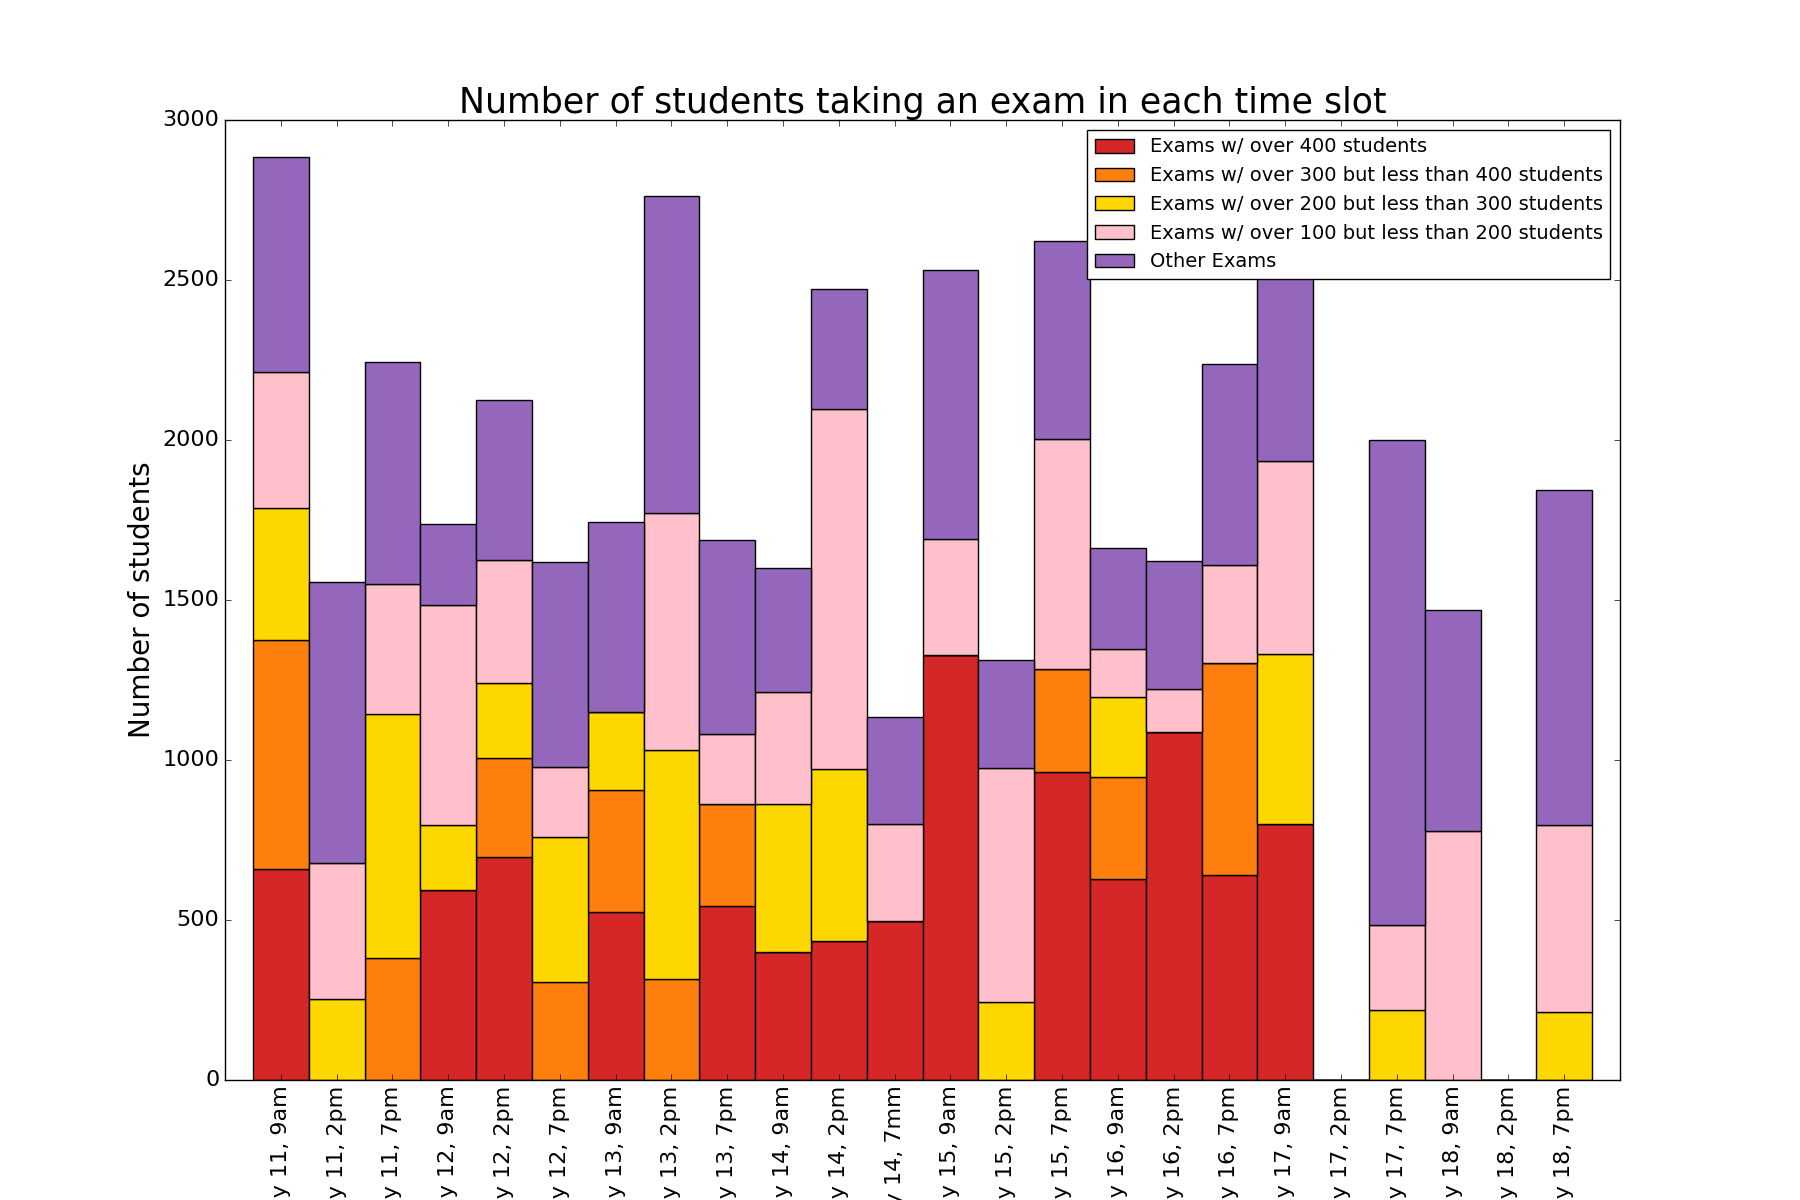 Number of students taking an exam in each time slot
Number of students
3000
2500
2000
1500
1000
500
0
Exams w/ over 400 students
Exams w/ over 300 but less than 400 students
Exams w/ over 200 but less than 300 students
Exams w/ over 100 but less than 200 students
Other Exams
y 11, 9am
y 11, 2pm
y 11, 7pm
y 12, 9am
y 12, 2pm
y 12, 7pm
y 13, 9am
y 13, 2pm
y 13, 7pm
y 14, 9am
y 14, 2pm
y 14, 7mm
y 15, 9am
y 15, 2pm
y 15, 7pm
y 16, 9am
y 16, 2pm
y 16, 7pm
y 17, 9am
y 17, 2pm
y 17, 7pm
y 18, 9am
y 18, 2pm
y 18, 7pm